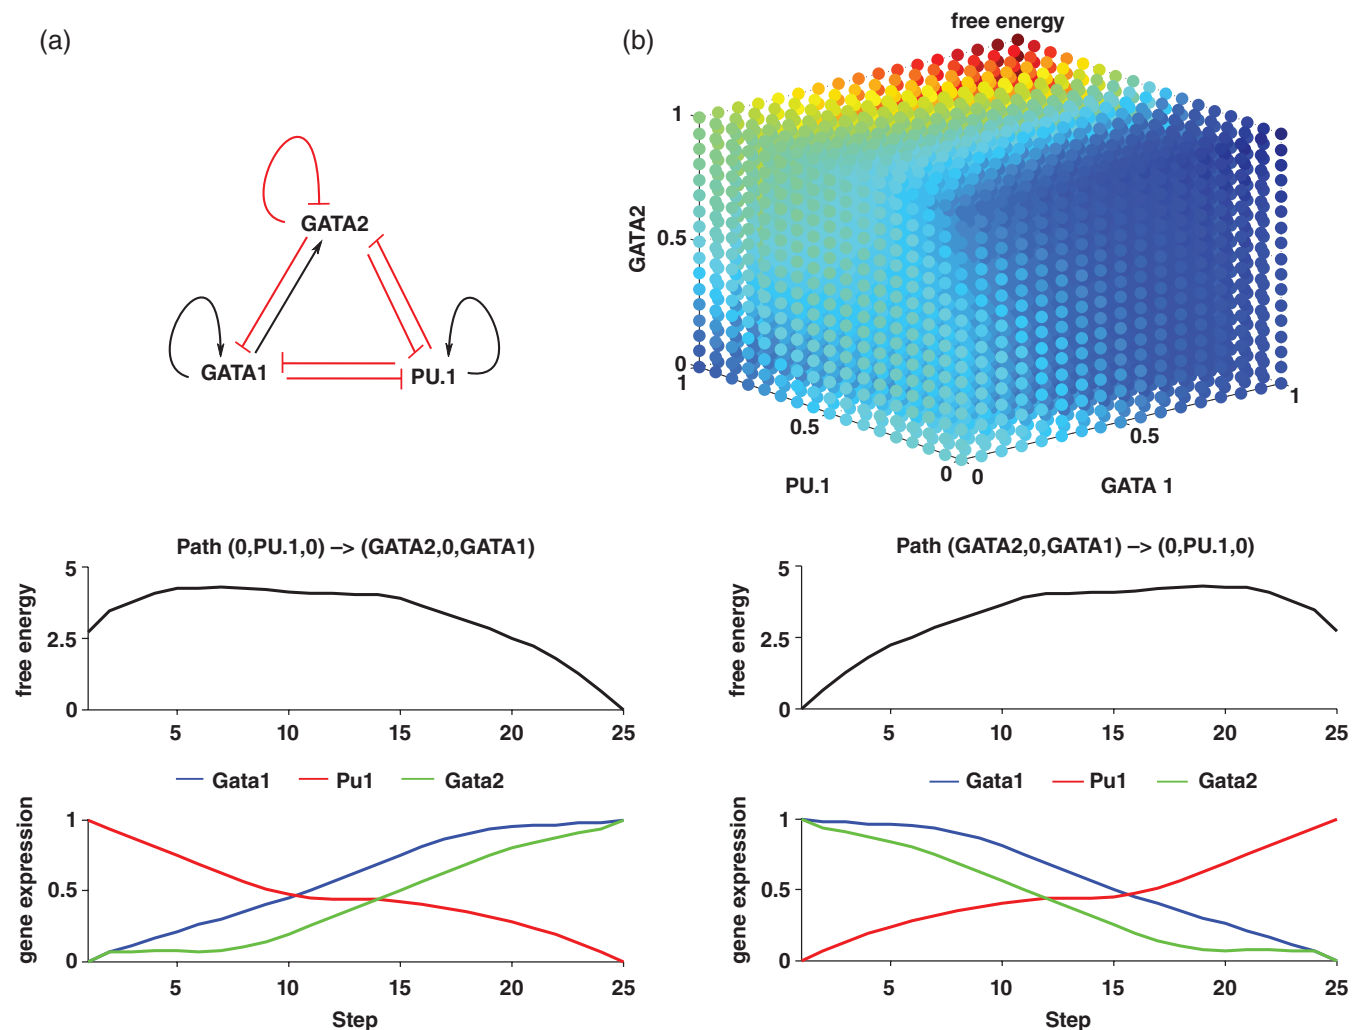 (a)
GATA2
GATA1
PU.1
(b)
free energy
1
0.5
0
GATA2
1
0.5
0
PU.1
0
0.5
1
GATA 1
Path (0,PU.1,0) –> (GATA2,0,GATA1)
free energy
5
2.5
0
5 10 15 20 25
Gata1 Pu1 Gata2
gene expression
1
0.5
0
5 10 15 20 25
Step
Path (GATA2,0,GATA1) –> (0,PU.1,0)
free energy
5
2.5
0
5 10 15 20 25
Gata1 Pu1 Gata2
gene expression
1
0.5
0
5 10 15 20 25
Step